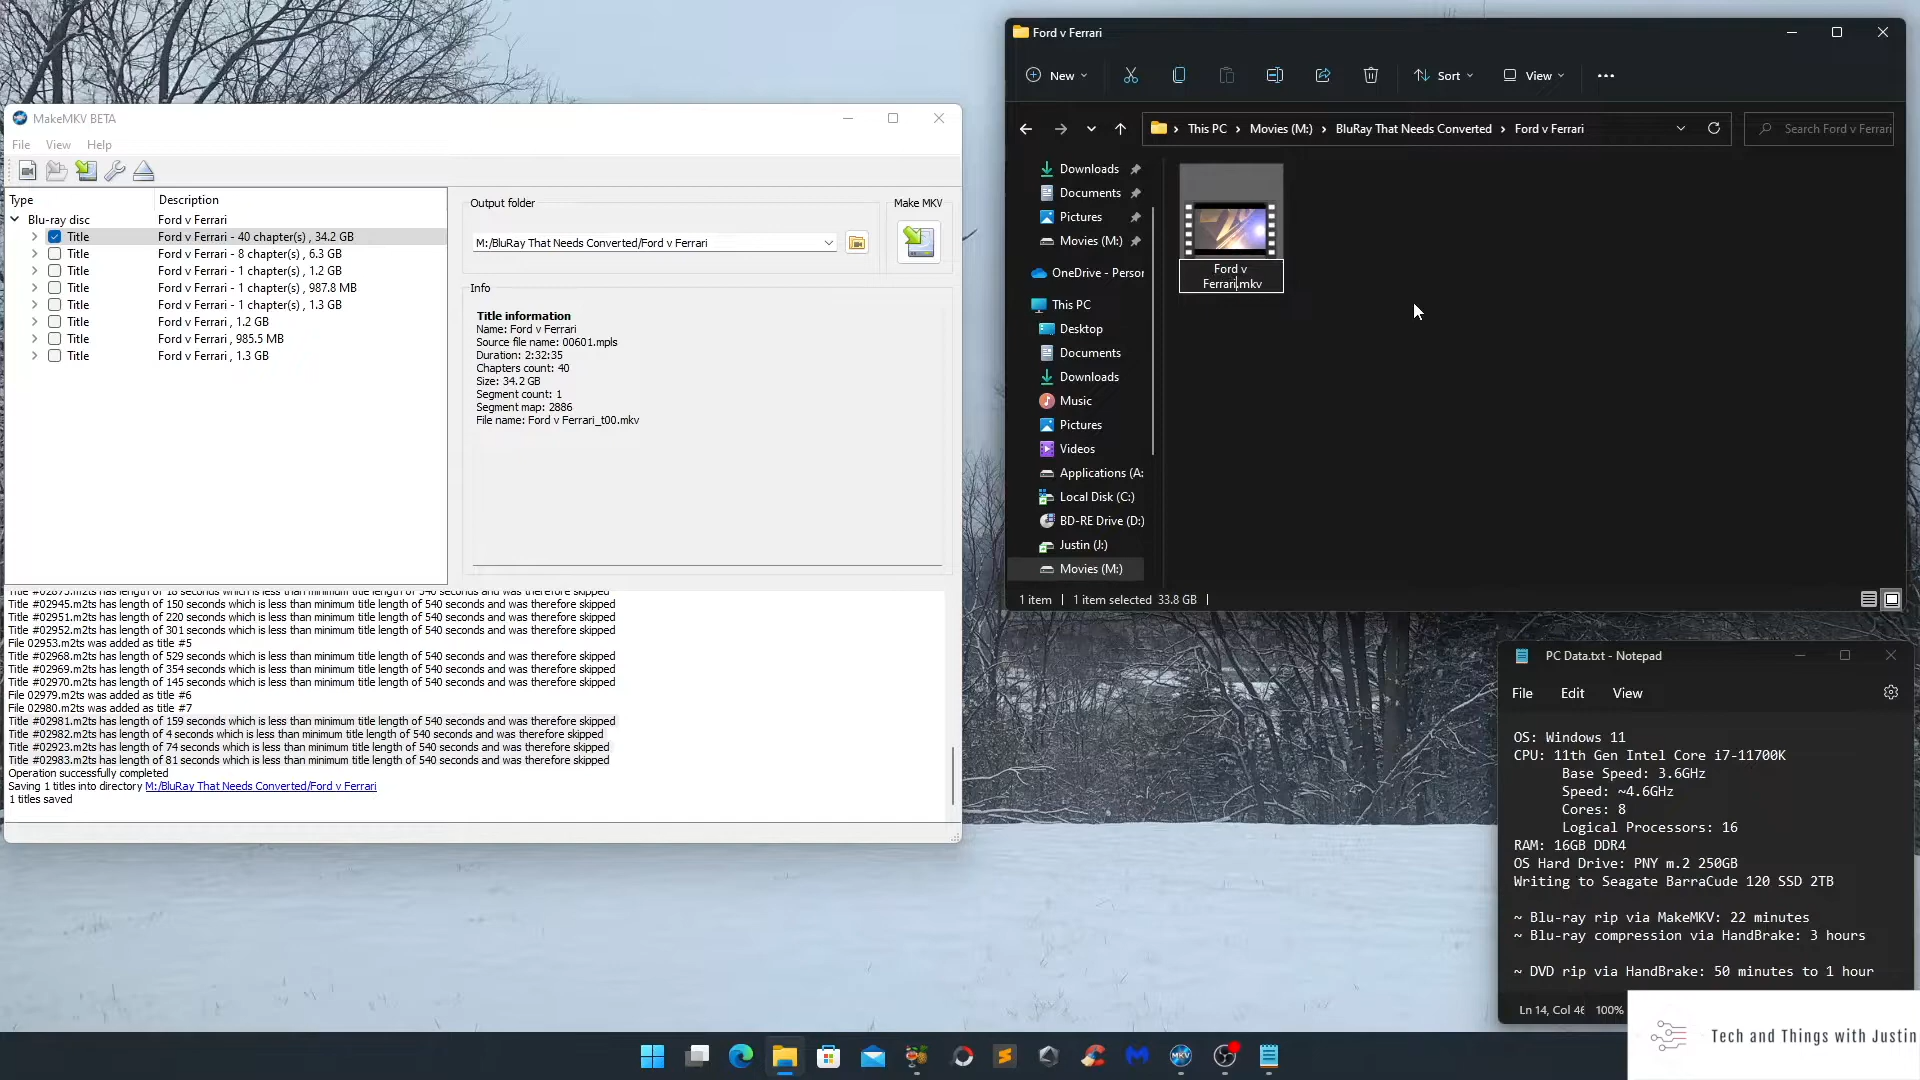 Ford v Ferrari
New
Sort
View
This PC
Movies (M:)
BluRay That Needs Converted
Ford v Ferrari
Search Ford v Ferrari
Downloads
Documents
Pictures
Movies (M:)
OneDrive - Person
This PC
Desktop
Documents
Downloads
Music
Pictures
Videos
Applications (A:
Local Disk (C:)
BD-RE Drive (D:)
Justin (J:)
Movies (M:)
Ford v
Ferrari.mkv
1 item
1 item selected 33.8 GB
MakeMKV BETA
File View Help
Type Description
Blu-ray disc Ford v Ferrari
Title Ford v Ferrari - 40 chapter(s) , 34.2 GB
Title Ford v Ferrari - 8 chapter(s) , 6.3 GB
Title Ford v Ferrari - 1 chapter(s) , 1.2 GB
Title Ford v Ferrari - 1 chapter(s) , 987.8 MB
Title Ford v Ferrari - 1 chapter(s) , 1.3 GB
Title Ford v Ferrari , 1.2 GB
Title Ford v Ferrari , 985.5 MB
Title Ford v Ferrari , 1.3 GB
Output folder
M:/BluRay That Needs Converted/Ford v Ferrari
Make MKV
Info
Title information
Name: Ford v Ferrari
Source file name: 00601.mpls
Duration: 2:32:35
Chapters count: 40
Size: 34.2 GB
Segment count: 1
Segment map: 2886
File name: Ford v Ferrari_t00.mkv
has length of 18 seconds which is less than minimum title length of 540 seconds and was therefore skipped
Title #02945.m2ts has length of 150 seconds which is less than minimum title length of 540 seconds and was therefore skipped
Title #02951.m2ts has length of 220 seconds which is less than minimum title length of 540 seconds and was therefore skipped
Title #02952.m2ts has length of 301 seconds which is less than minimum title length of 540 seconds and was therefore skipped
File 02953.m2ts was added as title #5
Title #02968.m2ts has length of 529 seconds which is less than minimum title length of 540 seconds and was therefore skipped
Title #02969.m2ts has length of 354 seconds which is less than minimum title length of 540 seconds and was therefore skipped
Title #02970.m2ts has length of 145 seconds which is less than minimum title length of 540 seconds and was therefore skipped
File 02979.m2ts was added as title #6
File 02980.m2ts was added as title #7
Title #02981.m2ts has length of 159 seconds which is less than minimum title length of 540 seconds and was therefore skipped
Title #02982.m2ts has length of 4 seconds which is less than minimum title length of 540 seconds and was therefore skipped
Title #02923.m2ts has length of 74 seconds which is less than minimum title length of 540 seconds and was therefore skipped
Title #02983.m2ts has length of 81 seconds which is less than minimum title length of 540 seconds and was therefore skipped
Operation successfully completed
Saving 1 titles into directory M:/BluRay That Needs Converted/Ford v Ferrari
1 titles saved
PC Data.txt - Notepad
File Edit View
OS: Windows 11
CPU: 11th Gen Intel Core i7-11700K
Base Speed: 3.6GHz
Speed: ~4.6GHz
Cores: 8
Logical Processors: 16
RAM: 16GB DDR4
OS Hard Drive: PNY m.2 250GB
Writing to Seagate BarraCude 120 SSD 2TB
~ Blu-ray rip via MakeMKV: 22 minutes
~ Blu-ray compression via HandBrake: 3 hours
~ DVD rip via HandBrake: 50 minutes to 1 hour
Ln 14, Col 46 100%
MKV
Tech and Things with Justin